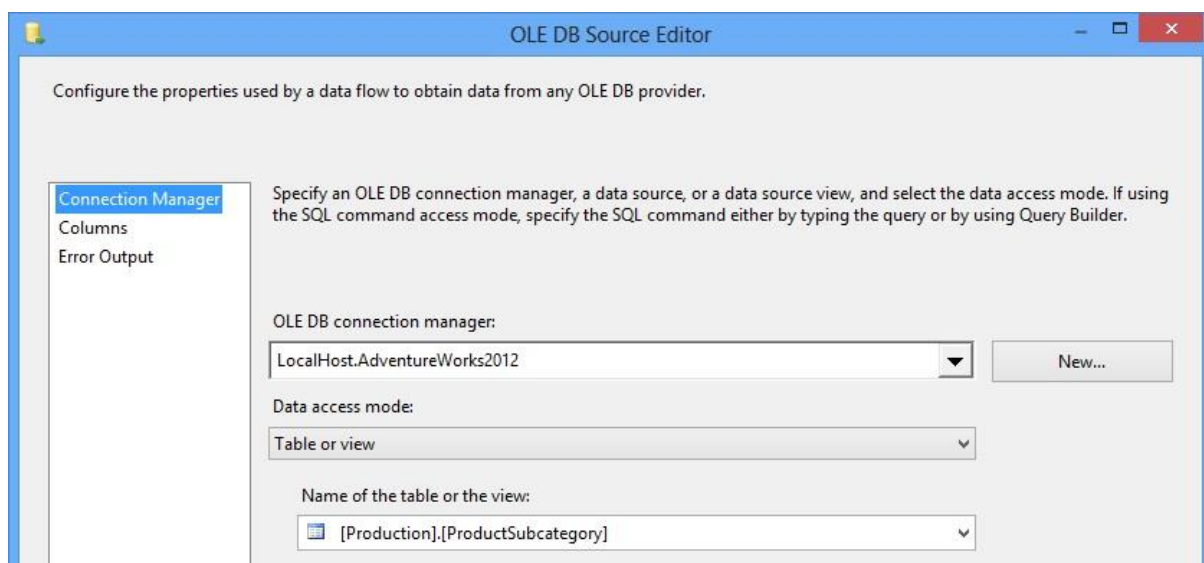 OLE DB Source Editor
Configure the properties used by a data flow to obtain data from any OLE DB provider.
Connection Manager
Columns
Error Output
Specify an OLE DB connection manager, a data source, or a data source view, and select the data access mode. If using
the SQL command access mode, specify the SQL command either by typing the query or by using Query Builder.
OLE DB connection manager:
LocalHost.AdventureWorks2012
New...
Data access mode:
Table or view
Name of the table or the view:
[Production].[ProductSubcategory]